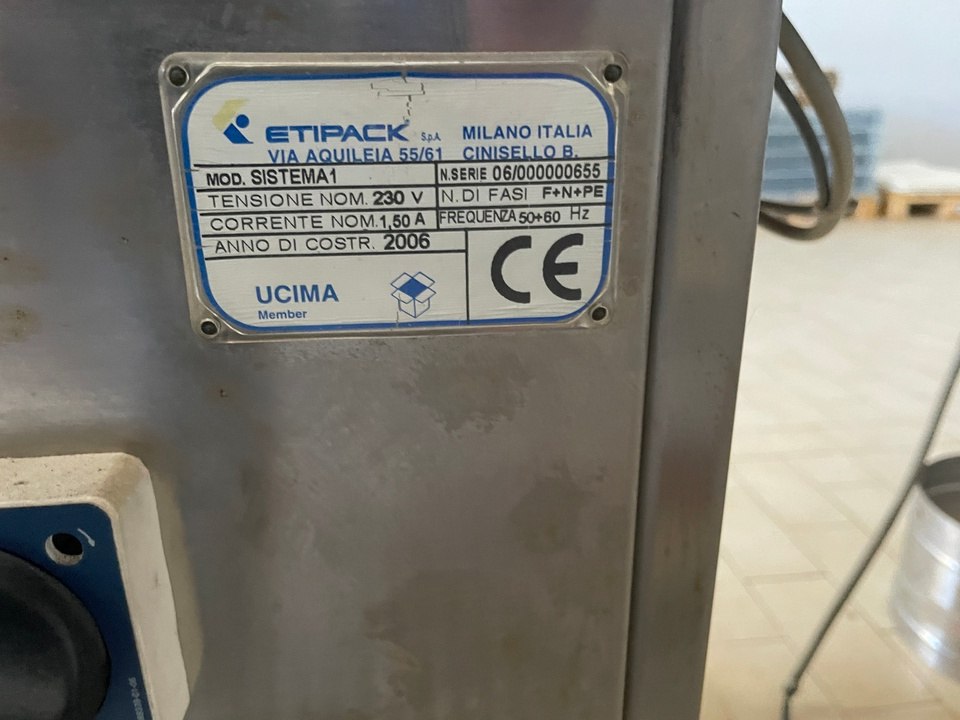 ETIPACK S.p.A. MILANO ITALIA
VIA AQUILEIA 55/61 CINISELLO B.
MOD. SISTEMA1 N.SERIE 06/000000655
TENSIONE NOM. 230 V N. DI FASI F+N+PE
CORRENTE NOM. 1,50 A FREQUENZA 50+60 Hz
ANNO DI COSTR. 2006
CE
UCIMA
Member